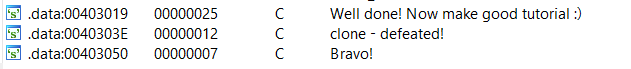 's' .data:00403019 00000025 C Well done! Now make good tutorial :)
's' .data:0040303E 00000012 C clone - defeated!
's' .data:00403050 00000007 C Bravo!